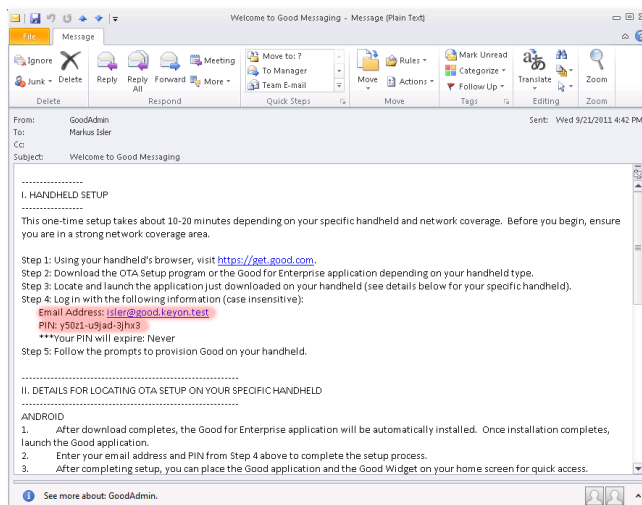 Welcome to Good Messaging - Message (Plain Text)
File Message
Ignore
Junk
Delete
Delete
Reply
Reply All
Forward
Meeting
More
Respond
Move to: ?
To Manager
Team E-mail
Quick Steps
Move
Rules
Actions
Move
Mark Unread
Categorize
Follow Up
Tags
Translate
Editing
Zoom
Zoom
From: GoodAdmin Sent: Wed 9/21/2011 4:42 PM
To: Markus Isler
Cc:
Subject: Welcome to Good Messaging
-----------------
I. HANDHELD SETUP
-----------------
This one-time setup takes about 10-20 minutes depending on your specific handheld and network coverage. Before you begin, ensure
you are in a strong network coverage area.
Step 1: Using your handheld's browser, visit https://get.good.com.
Step 2: Download the OTA Setup program or the Good for Enterprise application depending on your handheld type.
Step 3: Locate and launch the application just downloaded on your handheld (see details below for your specific handheld).
Step 4: Log in with the following information (case insensitive):
Email Address: isler@good.keyon.test
PIN: y50z1-u9jad-3jhx3
***Your PIN will expire: Never
Step 5: Follow the prompts to provision Good on your handheld.
------------------------------------------------------------
II. DETAILS FOR LOCATING OTA SETUP ON YOUR SPECIFIC HANDHELD
------------------------------------------------------------
ANDROID
1. After download completes, the Good for Enterprise application will be automatically installed. Once installation completes,
launch the Good application.
2. Enter your email address and PIN from Step 4 above to complete the setup process.
3. After completing setup, you can place the Good application and the Good Widget on your home screen for quick access.
See more about: GoodAdmin.